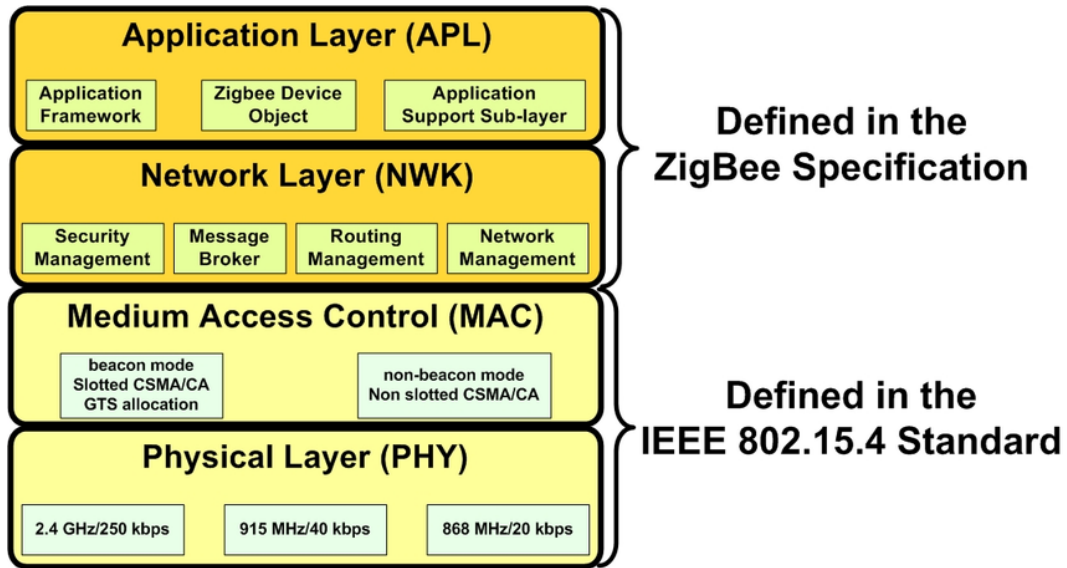 Application Layer (APL)
Application
Framework
Zigbee Device
Object
Application
Support Sub-layer
Defined in the
ZigBee Specification
Network Layer (NWK)
Security
Management
Message
Broker
Routing
Management
Network
Management
Medium Access Control (MAC)
beacon mode
Slotted CSMA/CA
GTS allocation
non-beacon mode
Non slotted CSMA/CA
Defined in the
IEEE 802.15.4 Standard
Physical Layer (PHY)
2.4 GHz/250 kbps
915 MHz/40 kbps
868 MHz/20 kbps